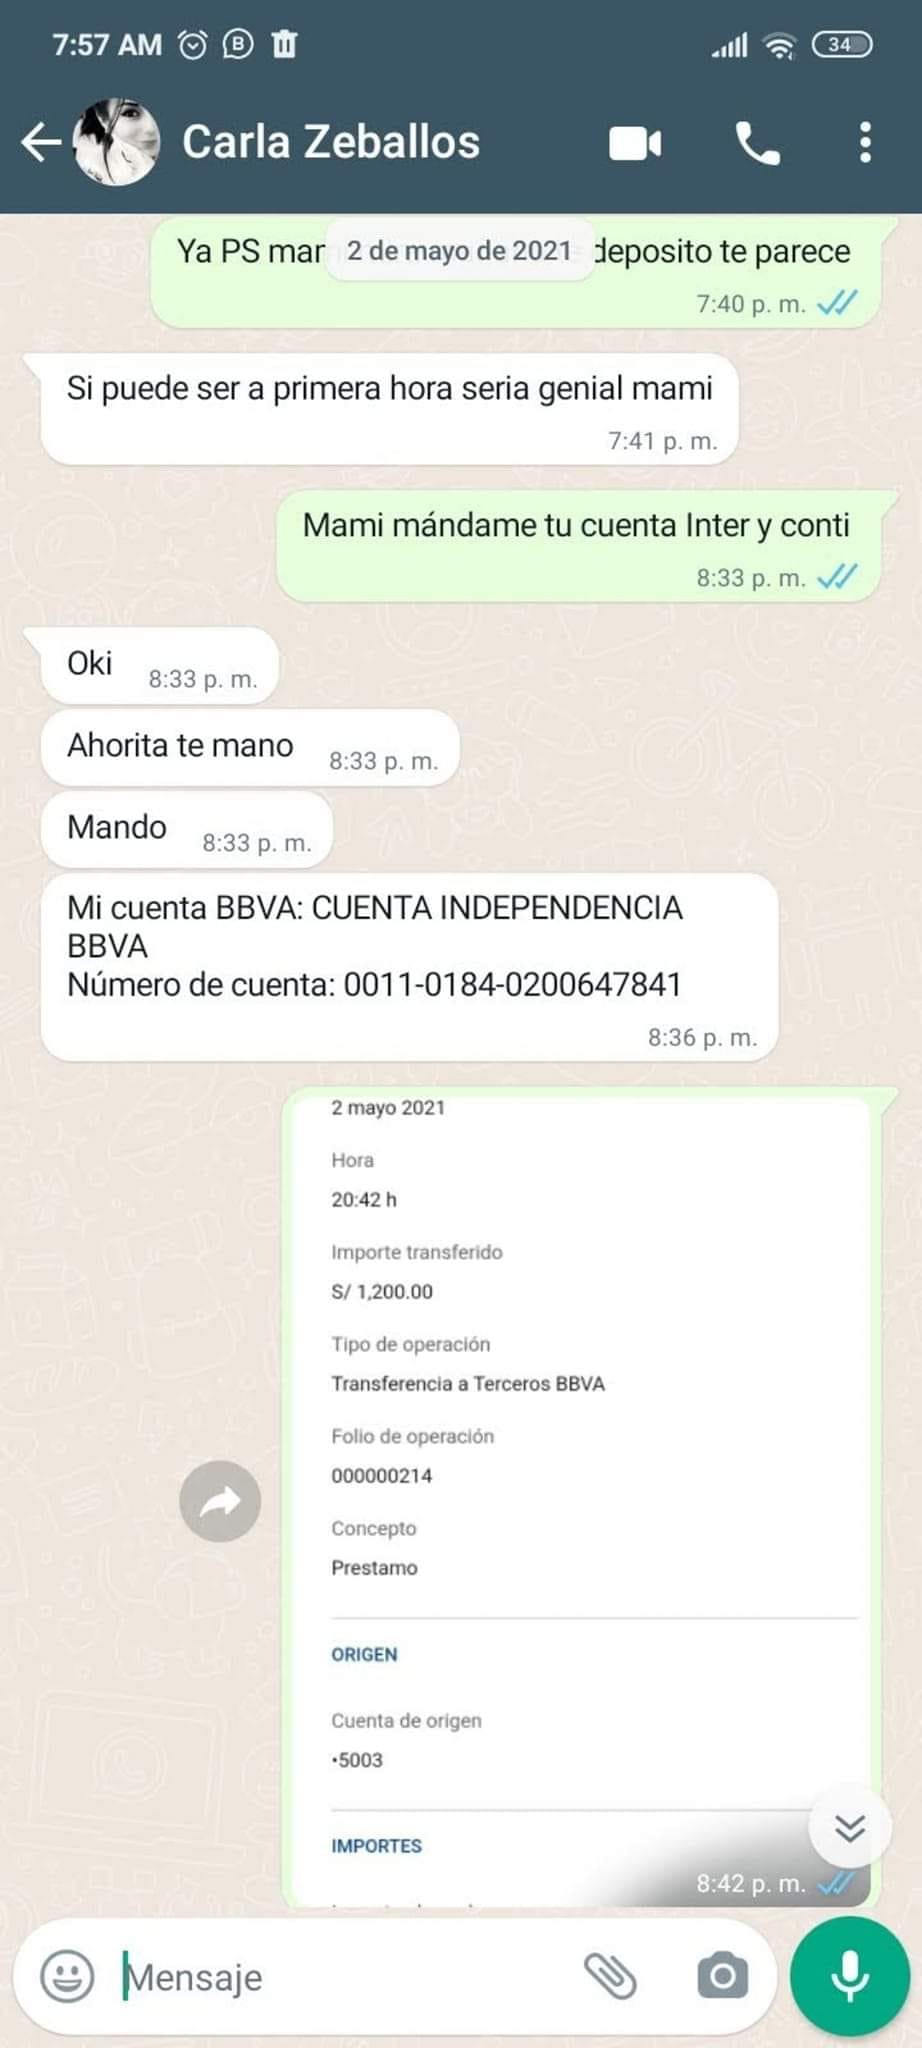 7:57 AM
34
Carla Zeballos
2 de mayo de 2021
Ya PS deposito te parece
7:40 p. m.
Si puede ser a primera hora seria genial mami
7:41 p. m.
Mami mándame tu cuenta Inter y conti
8:33 p. m.
Oki 8:33 p. m.
Ahorita te mano 8:33 p. m.
Mando 8:33 p. m.
Mi cuenta BBVA: CUENTA INDEPENDENCIA
BBVA
Número de cuenta: 0011-0184-0200647841
8:36 p. m.
2 mayo 2021
Hora
20:42 h
Importe transferido
S/ 1,200.00
Tipo de operación
Transferencia a Terceros BBVA
Folio de operación
000000214
Concepto
Prestamo
ORIGEN
Cuenta de origen
•5003
IMPORTES
8:42 p. m.
Mensaje